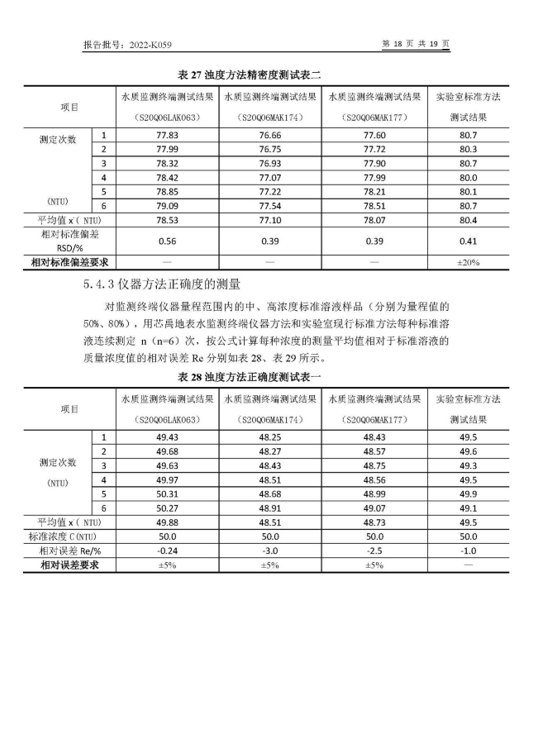 报告批号：2022-K059 第 18 页 共 19 页
表 27 浊度方法精密度测试表二
项目 水质监测终端测试结果（S20Q06LAK063） 水质监测终端测试结果（S20Q06MAK174） 水质监测终端测试结果（S20Q06MAK177） 实验室标准方法测试结果
测定次数（NTU）
1 77.83 76.66 77.60 80.7
2 77.99 76.75 77.72 80.3
3 78.32 76.93 77.90 80.7
4 78.42 77.07 77.99 80.0
5 78.85 77.22 78.21 80.1
6 79.09 77.54 78.51 80.7
平均值 x（ NTU） 78.53 77.10 78.07 80.4
相对标准偏差 RSD/% 0.56 0.39 0.39 0.41
相对标准偏差要求 — — — ±20%
5.4.3 仪器方法正确度的测量
对监测终端仪器量程范围内的中、高浓度标准溶液样品（分别为量程值的
50%、80%），用芯禹地表水监测终端仪器方法和实验室现行标准方法每种标准溶
液连续测定 n（n=6）次，按公式计算每种浓度的测量平均值相对于标准溶液的
质量浓度值的相对误差 Re 分别如表 28、表 29 所示。
表 28 浊度方法正确度测试表一
项目 水质监测终端测试结果（S20Q06LAK063） 水质监测终端测试结果（S20Q06MAK174） 水质监测终端测试结果（S20Q06MAK177） 实验室标准方法测试结果
测定次数（NTU）
1 49.43 48.25 48.43 49.5
2 49.68 48.27 48.57 49.6
3 49.63 48.43 48.75 49.3
4 49.97 48.51 48.56 49.5
5 50.31 48.68 48.99 49.9
6 50.27 48.91 49.07 49.1
平均值 x（ NTU） 49.88 48.51 48.73 49.5
标准浓度 C(NTU) 50.0 50.0 50.0 50.0
相对误差 Re/% -0.24 -3.0 -2.5 -1.0
相对误差要求 ±5% ±5% ±5% —